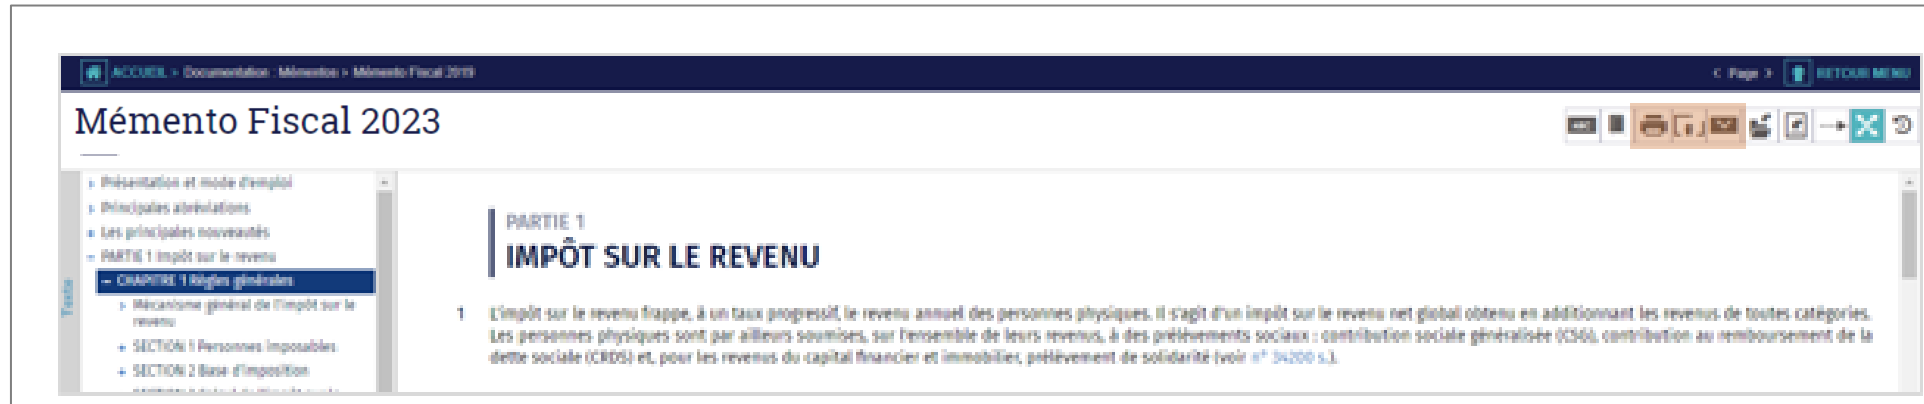 ACCUEIL > Documentation : Mémentos > Mémento Fiscal 2019
< Page >
RETOUR MENU
Mémento Fiscal 2023
ABC
Texte
Présentation et mode d'emploi
Principales abréviations
Les principales nouveautés
PARTIE 1 Impôt sur le revenu
CHAPITRE 1 Règles générales
Mécanisme général de l'impôt sur le
revenu
SECTION 1 Personnes imposables
SECTION 2 Base d'imposition
PARTIE 1
IMPÔT SUR LE REVENU
1 L'impôt sur le revenu frappe, à un taux progressif, le revenu annuel des personnes physiques. Il s'agit d'un impôt sur le revenu net global obtenu en additionnant les revenus de toutes catégories.
Les personnes physiques sont par ailleurs soumises, sur l'ensemble de leurs revenus, à des prélèvements sociaux : contribution sociale généralisée (CSG), contribution au remboursement de la
dette sociale (CRDS) et, pour les revenus du capital financier et immobilier, prélèvement de solidarité (voir n° 34200 s.).